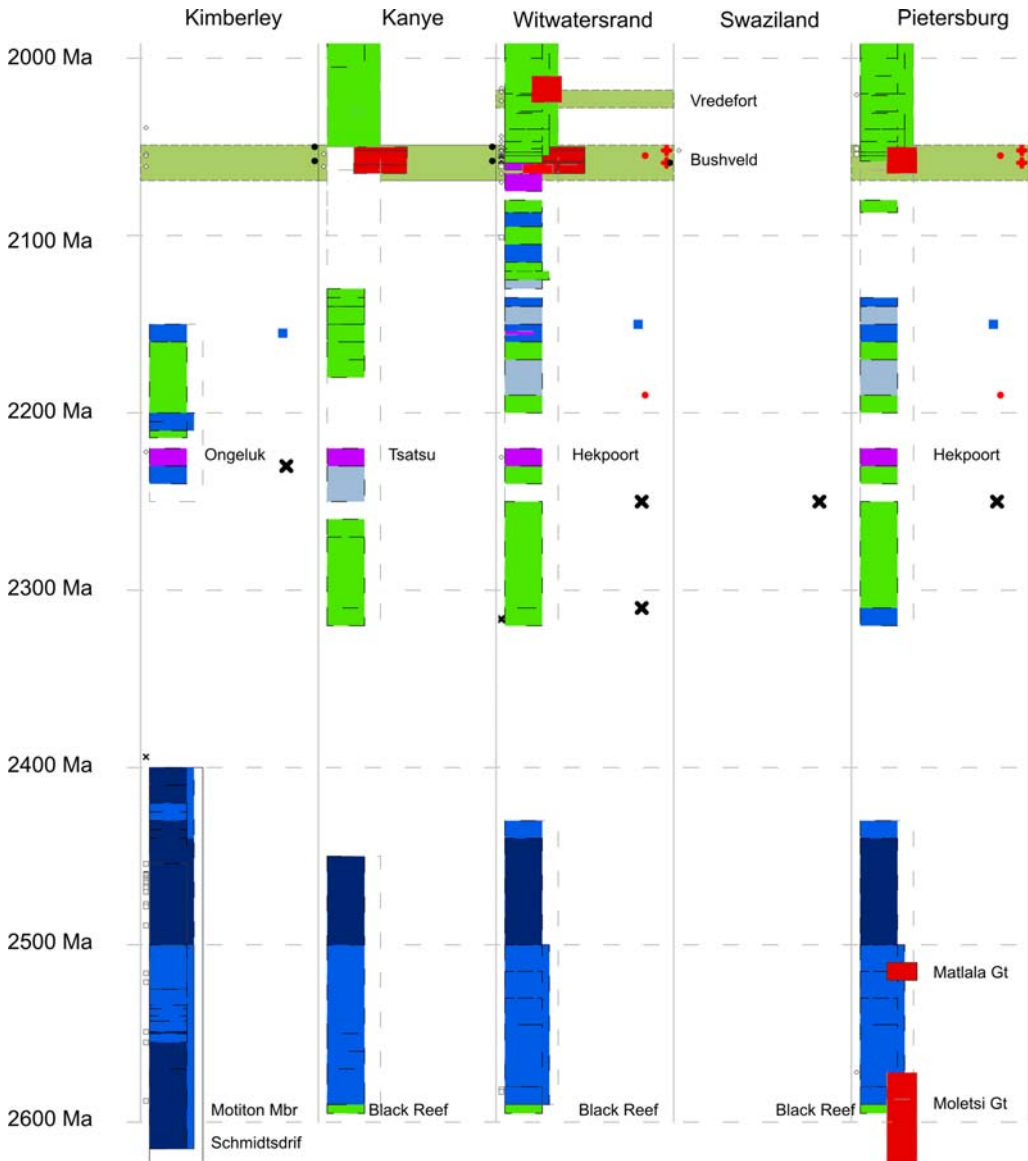 Kimberley Kanye Witwatersrand Swaziland Pietersburg
2000 Ma
Vredefort
Bushveld
2100 Ma
2200 Ma
Ongeluk Tsatsu Hekpoort Hekpoort
2300 Ma
2400 Ma
2500 Ma
Matlala Gt
Motiton Mbr Black Reef Black Reef Black Reef Moletsi Gt
2600 Ma
Schmidtsdrif